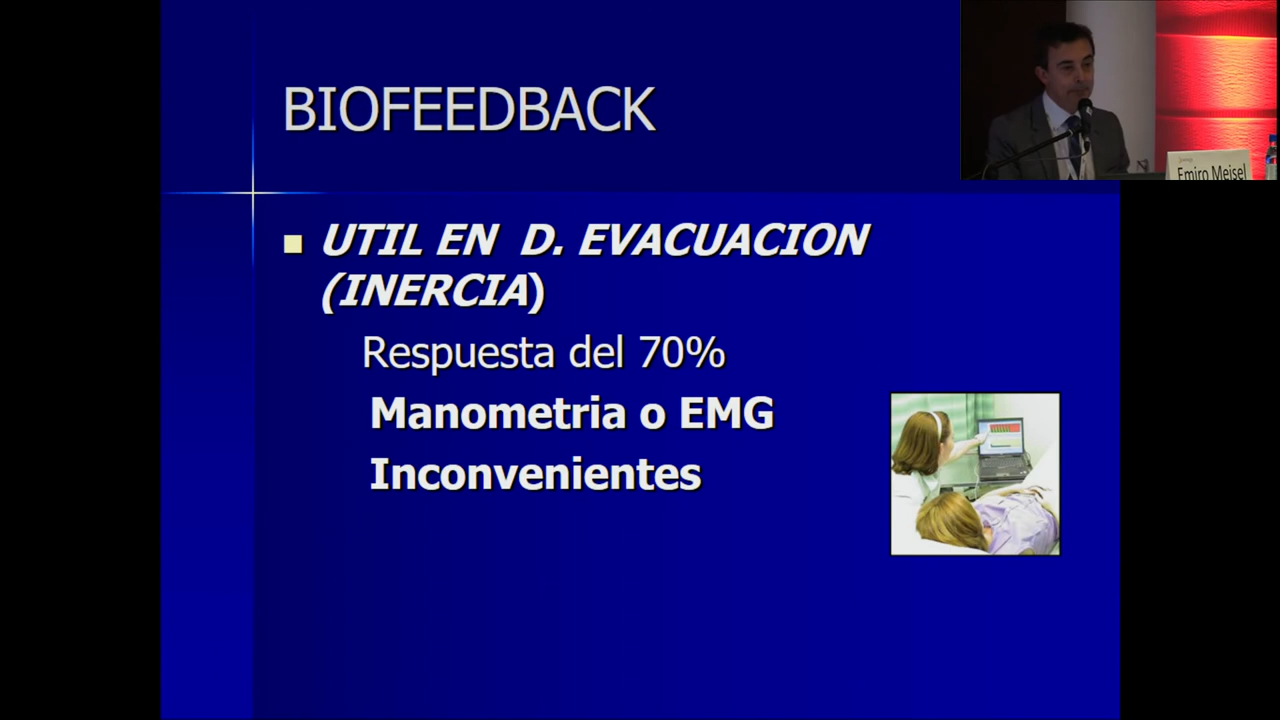 BIOFEEDBACK
UTIL EN D. EVACUACION
(INERCIA)
Respuesta del 70%
Manometria o EMG
Inconvenientes
Emiro Meisel